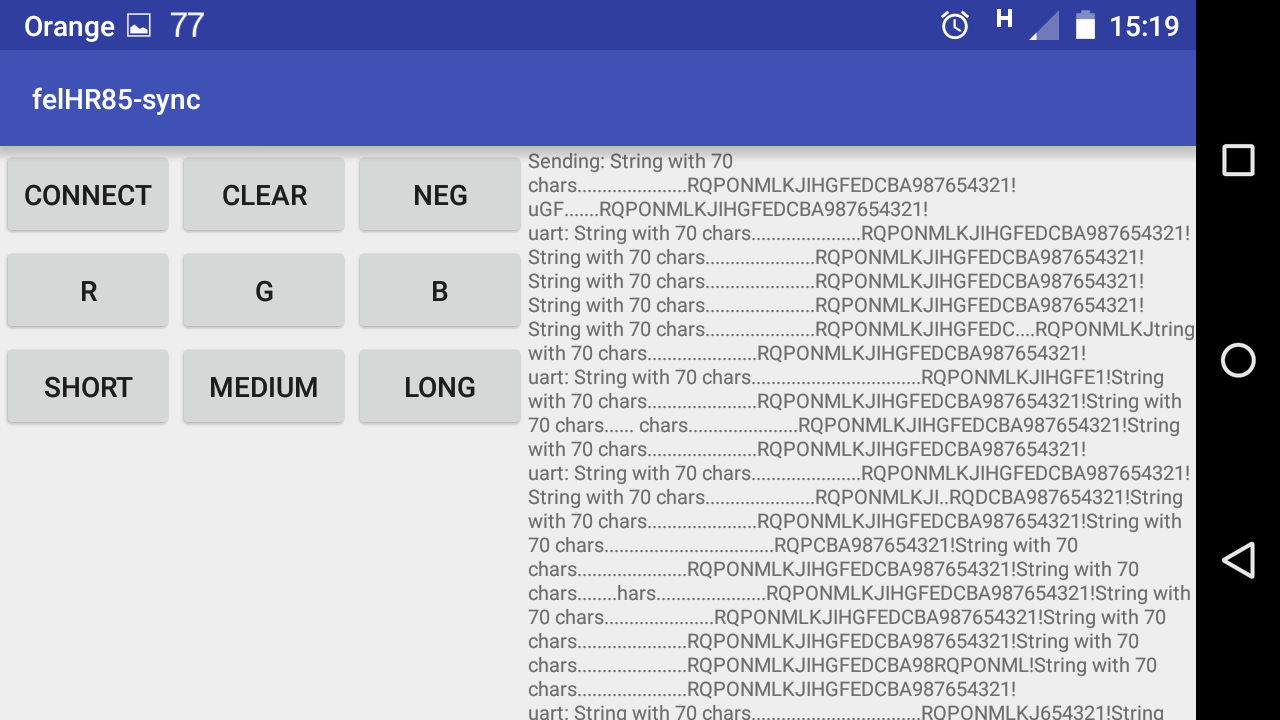 Orange 77 H 15:19
felHR85-sync
CONNECT CLEAR NEG
R G B
SHORT MEDIUM LONG
Sending: String with 70
chars......................RQPONMLKJIHGFEDCBA987654321!
uGF.......RQPONMLKJIHGFEDCBA987654321!
uart: String with 70 chars......................RQPONMLKJIHGFEDCBA987654321!
String with 70 chars......................RQPONMLKJIHGFEDCBA987654321!
String with 70 chars......................RQPONMLKJIHGFEDCBA987654321!
String with 70 chars......................RQPONMLKJIHGFEDCBA987654321!
String with 70 chars......................RQPONMLKJIHGFEDC....RQPONMLKJtring
with 70 chars......................RQPONMLKJIHGFEDCBA987654321!
uart: String with 70 chars..................................RQPONMLKJIHGFE1!String
with 70 chars......................RQPONMLKJIHGFEDCBA987654321!String with
70 chars...... chars......................RQPONMLKJIHGFEDCBA987654321!String
with 70 chars......................RQPONMLKJIHGFEDCBA987654321!
uart: String with 70 chars......................RQPONMLKJIHGFEDCBA987654321!
String with 70 chars......................RQPONMLKJI..RQDCBA987654321!String
with 70 chars......................RQPONMLKJIHGFEDCBA987654321!String with
70 chars..................................RQPCBA987654321!String with 70
chars......................RQPONMLKJIHGFEDCBA987654321!String with 70
chars........hars......................RQPONMLKJIHGFEDCBA987654321!String with
70 chars......................RQPONMLKJIHGFEDCBA987654321!String with 70
chars......................RQPONMLKJIHGFEDCBA987654321!String with 70
chars......................RQPONMLKJIHGFEDCBA98RQPONML!String with 70
chars......................RQPONMLKJIHGFEDCBA987654321!
uart: String with 70 chars..................................RQPONMLKJ654321!String